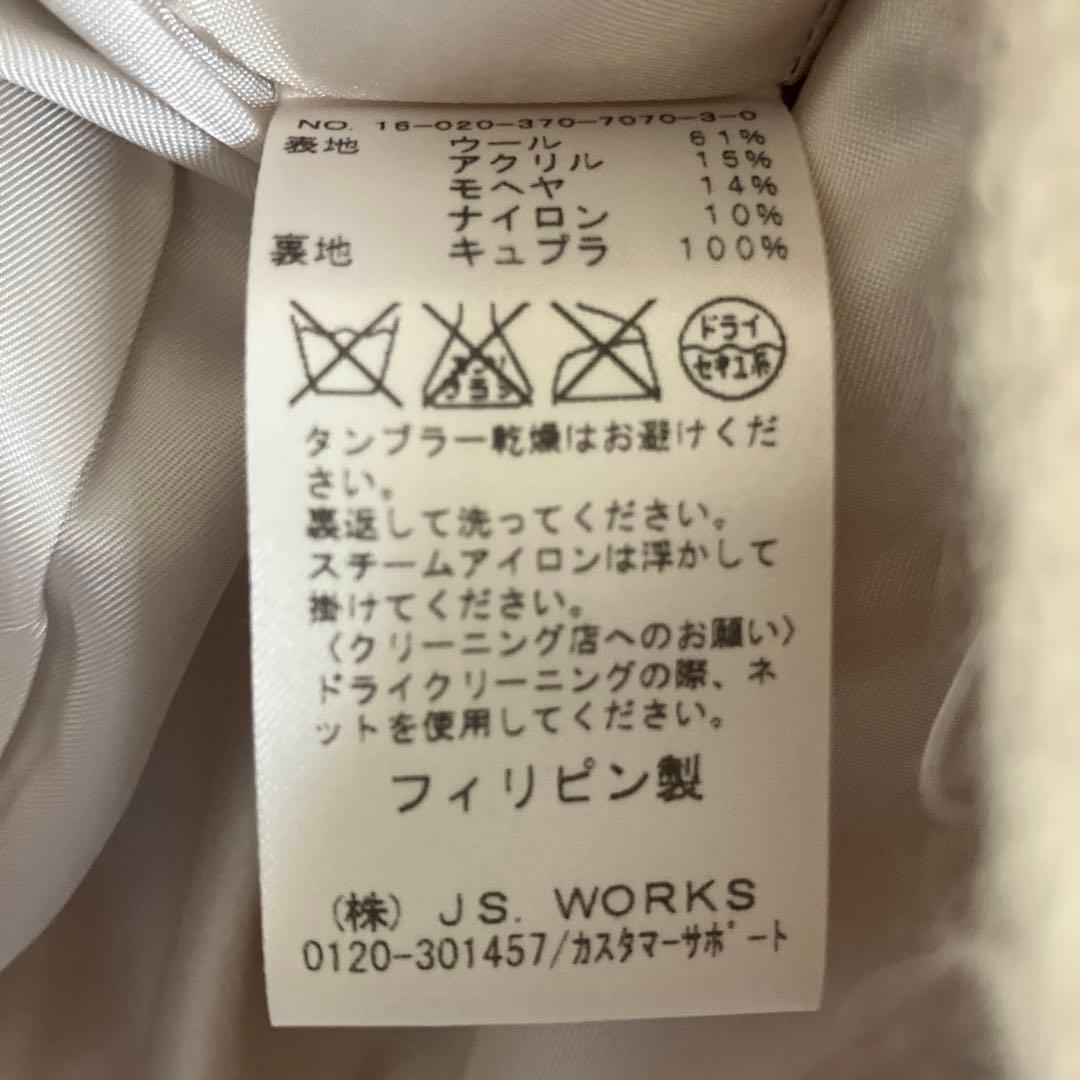 NO. 16-020-370-7070-3-0
表地 ウール 61%
アクリル 15%
モヘヤ 14%
ナイロン 10%
裏地 キュプラ 100%
エンソ
サラシ
ドライ
セキユ系
タンブラー乾燥はお避けくだ
さい。
裏返して洗ってください。
スチームアイロンは浮かして
掛けてください。
〈クリーニング店へのお願い〉
ドライクリーニングの際、ネ
ットを使用してください。
フィリピン製
(株) JS. WORKS
0120-301457/カスタマーサポート